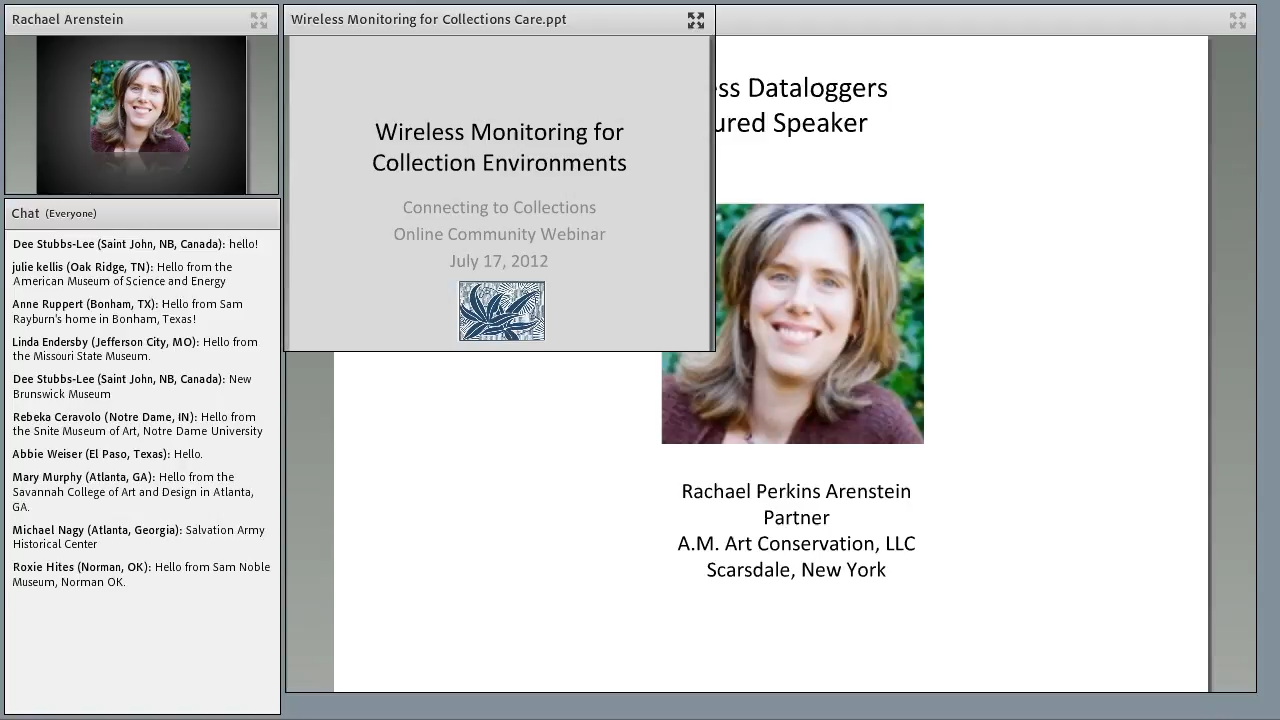 Rachael Arenstein
Chat (Everyone)
Dee Stubbs-Lee (Saint John, NB, Canada): hello!
julie kellis (Oak Ridge, TN): Hello from the
American Museum of Science and Energy
Anne Ruppert (Bonham, TX): Hello from Sam
Rayburn's home in Bonham, Texas!
Linda Endersby (Jefferson City, MO): Hello from
the Missouri State Museum.
Dee Stubbs-Lee (Saint John, NB, Canada): New
Brunswick Museum
Rebeka Ceravolo (Notre Dame, IN): Hello from
the Snite Museum of Art, Notre Dame University
Abbie Weiser (El Paso, Texas): Hello.
Mary Murphy (Atlanta, GA): Hello from the
Savannah College of Art and Design in Atlanta,
GA.
Michael Nagy (Atlanta, Georgia): Salvation Army
Historical Center
Roxie Hites (Norman, OK): Hello from Sam Noble
Museum, Norman OK.
Wireless Monitoring for Collections Care.ppt
Wireless Monitoring for
Collection Environments
Connecting to Collections
Online Community Webinar
July 17, 2012
ess Dataloggers
ured Speaker
Rachael Perkins Arenstein
Partner
A.M. Art Conservation, LLC
Scarsdale, New York